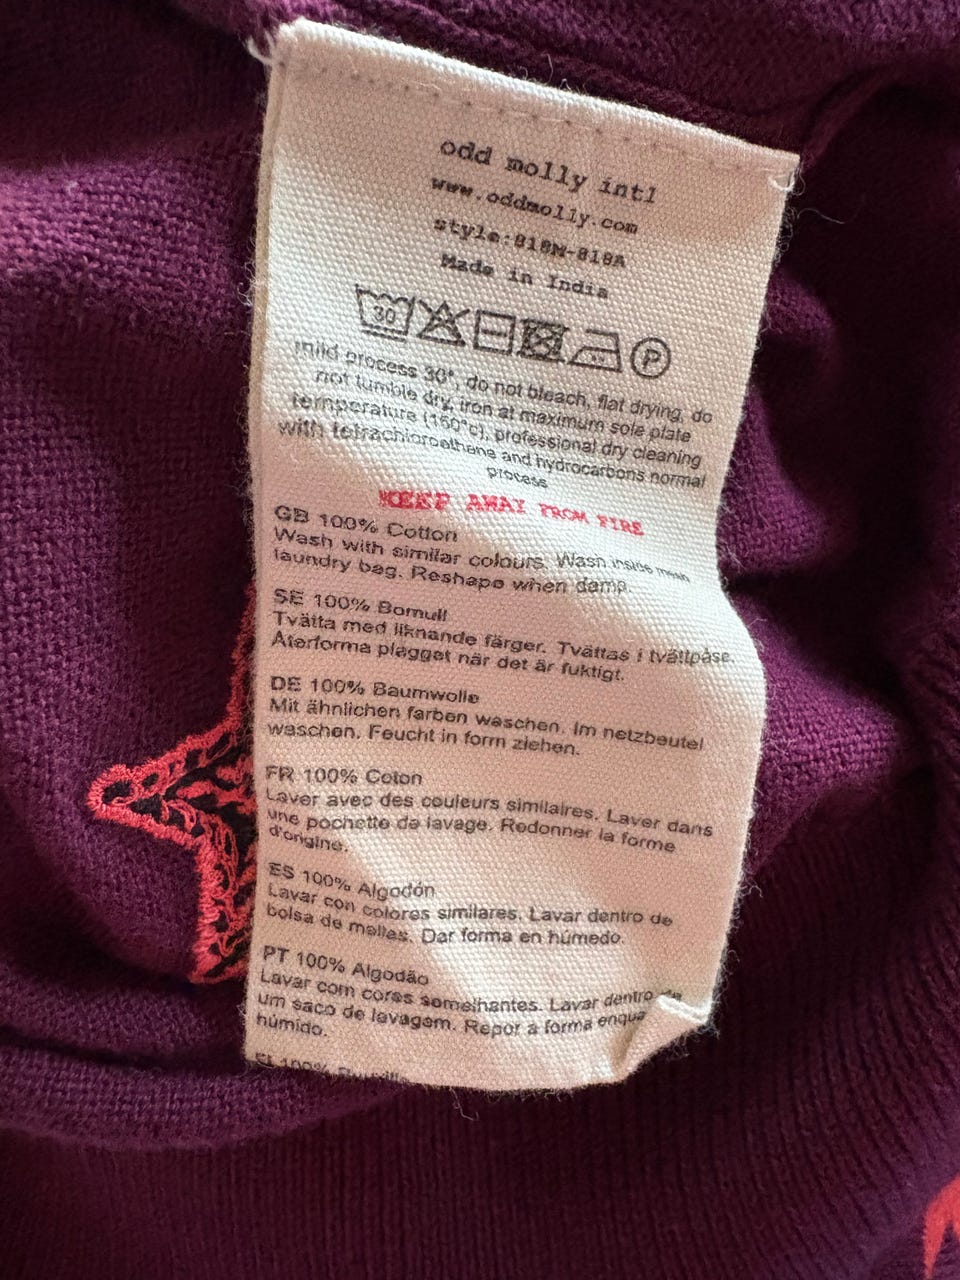 odd molly intl
www.oddmolly.com
style:818M-818A
Made in India
30 P
mild process 30°, do not bleach, flat drying, do
not tumble dry, iron at maximum sole plate
temperature (150°c), professional dry cleaning
with tetrachloroethene and hydrocarbons normal
process
KEEP AWAY FROM FIRE
GB 100% Cotton
Wash with similar colours. Wash inside mesh
laundry bag. Reshape when damp.
SE 100% Bomull
Tvätta med liknande färger. Tvättas i tvättpåse.
Återforma plagget när det är fuktigt.
DE 100% Baumwolle
Mit ähnlichen farben waschen. Im netzbeutel
waschen. Feucht in form ziehen.
FR 100% Coton
Laver avec des couleurs similaires. Laver dans
une pochette de lavage. Redonner la forme
d'origine.
ES 100% Algodón
Lavar con colores similares. Lavar dentro de
bolsa de malles. Dar forma en húmedo.
PT 100% Algodão
Lavar com cores semelhantes. Lavar dentro de
um saco de lavagem. Repor a forma enqua
húmido.
FI 100%